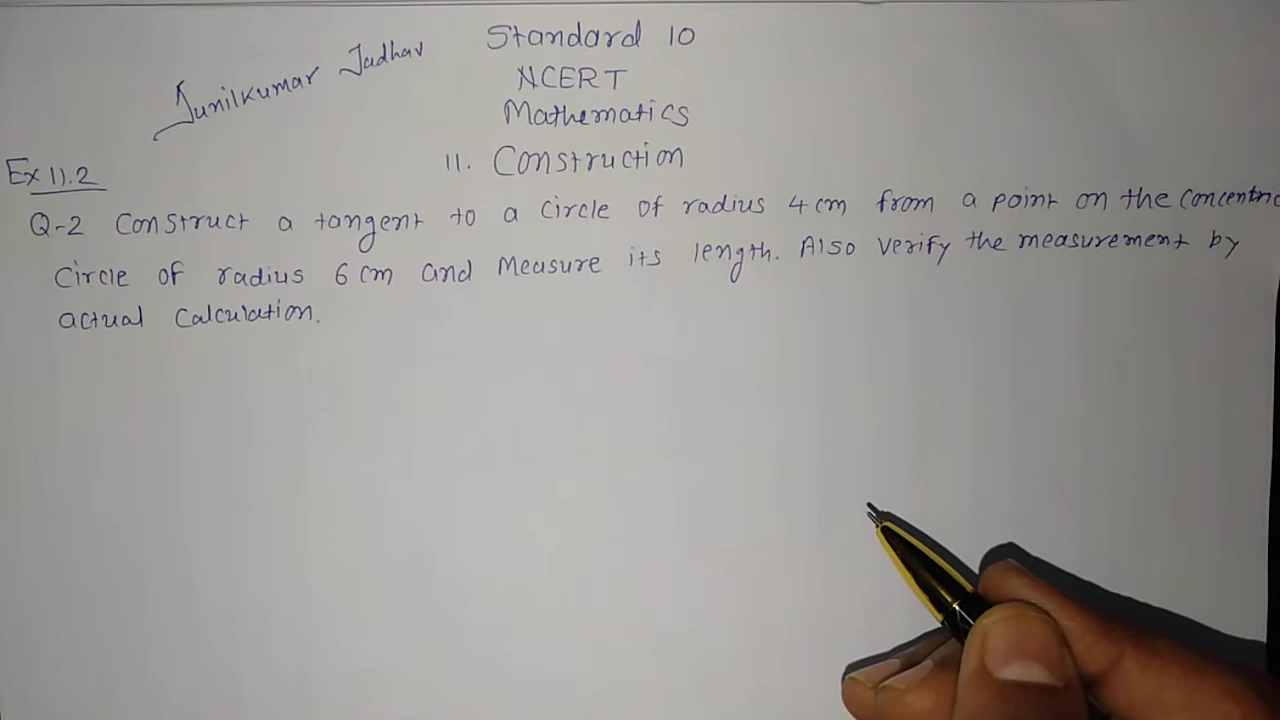 Sunilkumar Jadhav
Standard 10
NCERT
Mathematics
11. Construction
Ex 11.2
Q-2 Construct a tangent to a circle of radius 4 cm from a point on the concentric
circle of radius 6 cm and Measure its length. Also verify the measurement by
actual calculation.